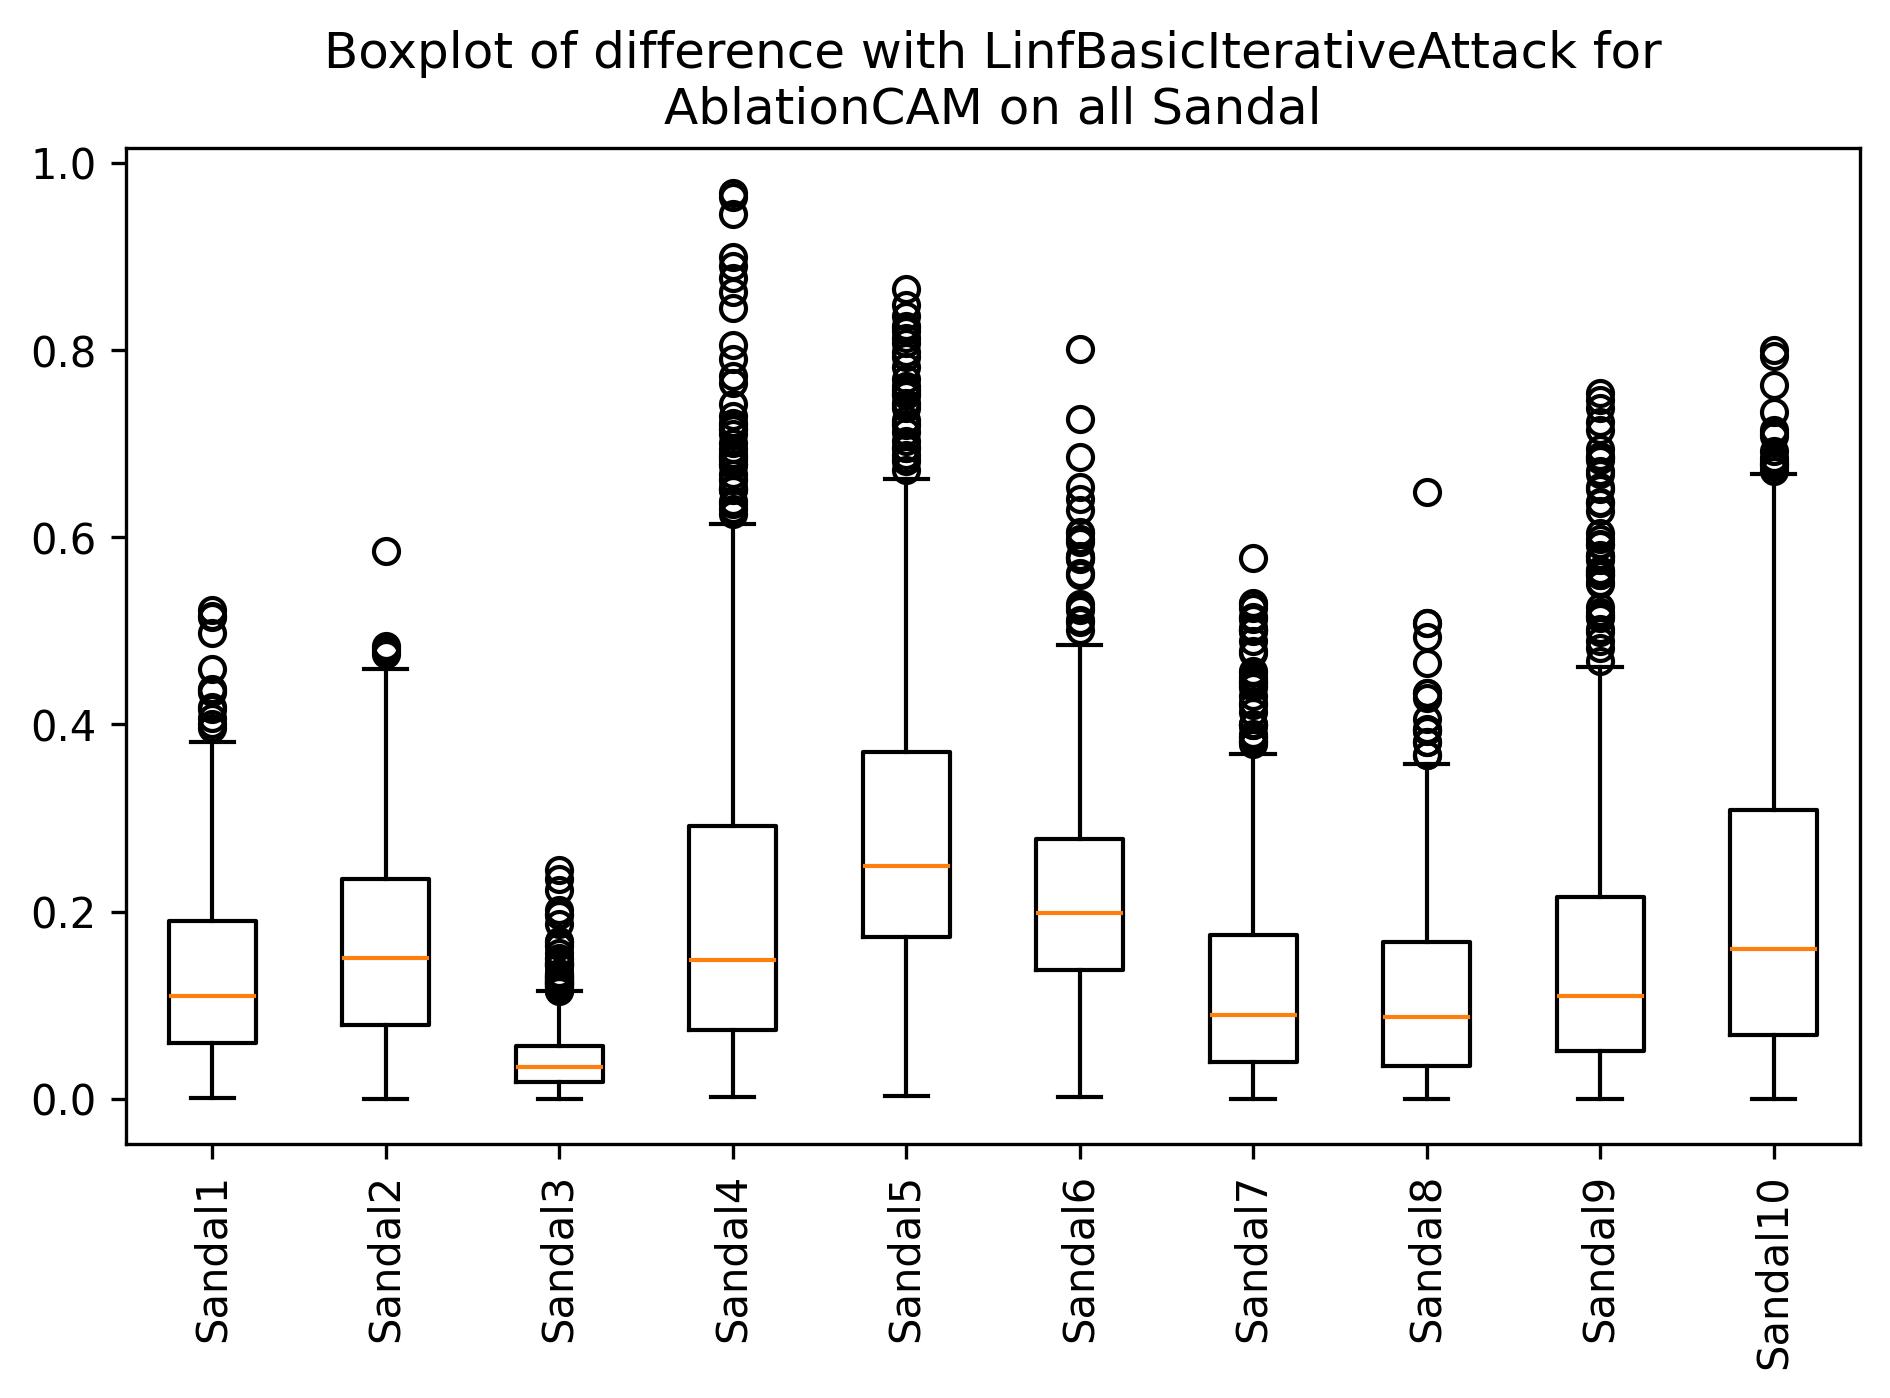 Boxplot of difference with LinfBasicIterativeAttack for
AblationCAM on all Sandal
1.0
0.8
0.6
0.4
0.2
0.0
Sandal1
Sandal2
Sandal3
Sandal4
Sandal5
Sandal6
Sandal7
Sandal8
Sandal9
Sandal10